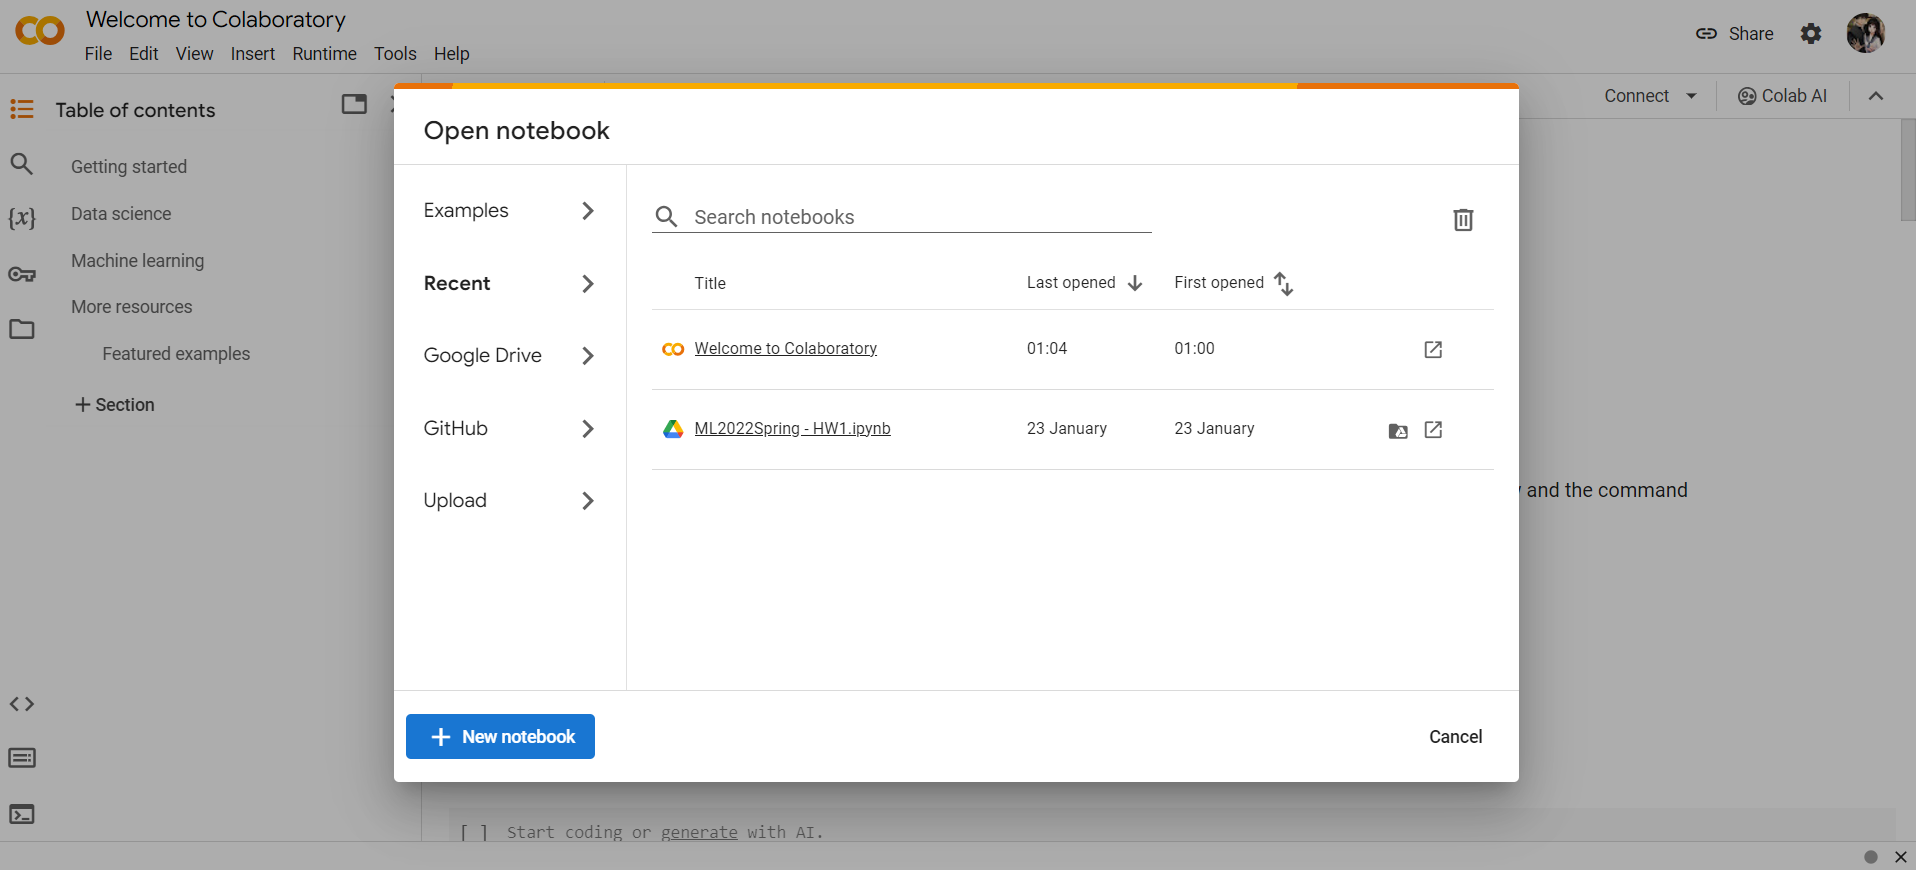 Welcome to Colaboratory
File Edit View Insert Runtime Tools Help
Share
Table of contents
Connect
Colab AI
Getting started
Data science
Machine learning
More resources
Featured examples
+ Section
{x}
Open notebook
Examples
Recent
Google Drive
GitHub
Upload
Search notebooks
Title Last opened First opened
Welcome to Colaboratory 01:04 01:00
ML2022Spring - HW1.ipynb 23 January 23 January
and the command
+ New notebook
Cancel
[ ] Start coding or generate with AI.